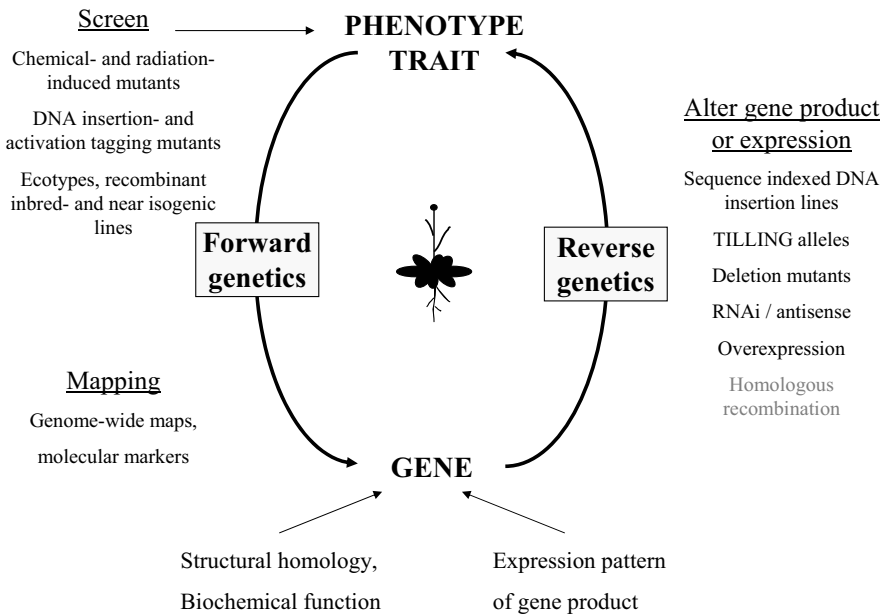 Screen
PHENOTYPE
TRAIT
Chemical- and radiation-
induced mutants
DNA insertion- and
activation tagging mutants
Ecotypes, recombinant
inbred- and near isogenic
lines
Forward
genetics
Mapping
Genome-wide maps,
molecular markers
Reverse
genetics
Alter gene product
or expression
Sequence indexed DNA
insertion lines
TILLING alleles
Deletion mutants
RNAi / antisense
Overexpression
Homologous
recombination
GENE
Structural homology,
Biochemical function
Expression pattern
of gene product